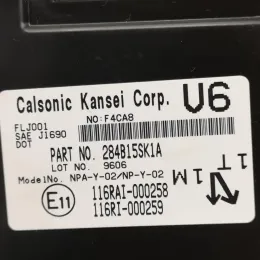 Calsonic Kansei Corp. V6
NO:F4CA8
FLJ001
SAE J1690
DOT
PART NO. 284B15SK1A
LOT NO. 9606
ModelNo. NPA-Y-02/NP-Y-02
E11
116RAI-000258
116RI-000259
1M
1T